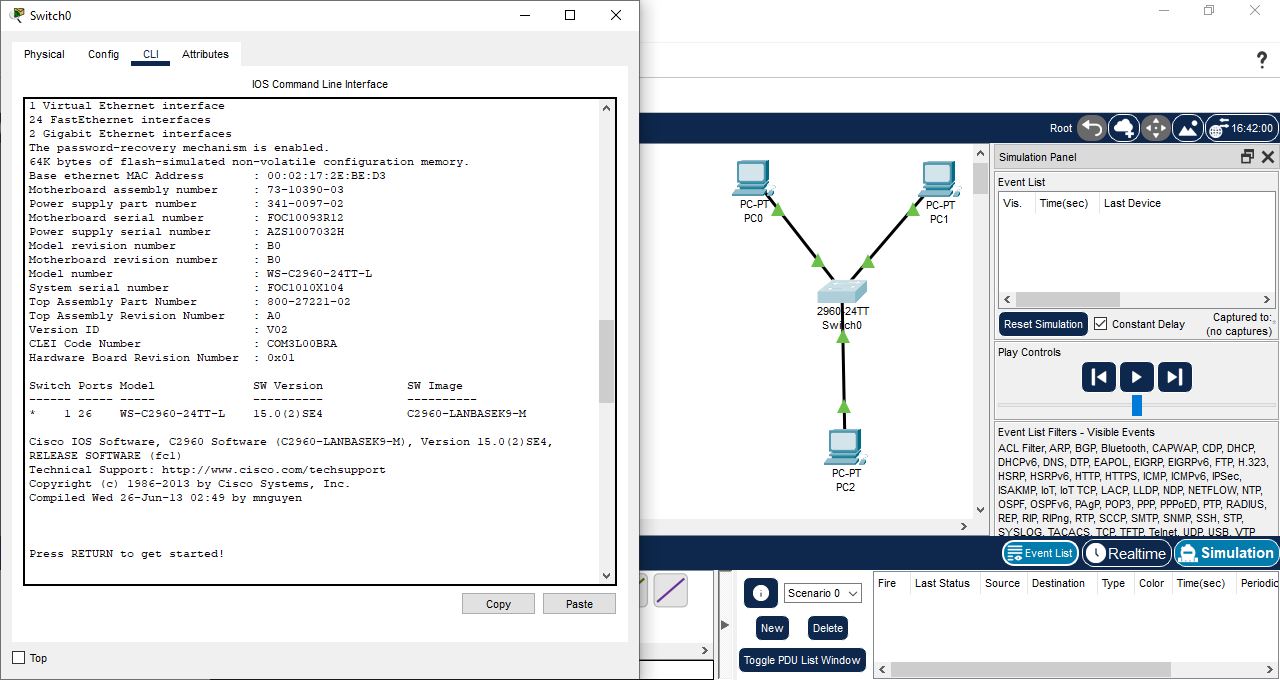 Switch0
Physical Config CLI Attributes
IOS Command Line Interface
1 Virtual Ethernet interface
24 FastEthernet interfaces
2 Gigabit Ethernet interfaces
The password-recovery mechanism is enabled.
64K bytes of flash-simulated non-volatile configuration memory.
Base ethernet MAC Address : 00:02:17:2E:BE:D3
Motherboard assembly number : 73-10390-03
Power supply part number : 341-0097-02
Motherboard serial number : FOC10093R12
Power supply serial number : AZS1007032H
Model revision number : B0
Motherboard revision number : B0
Model number : WS-C2960-24TT-L
System serial number : FOC1010X104
Top Assembly Part Number : 800-27221-02
Top Assembly Revision Number : A0
Version ID : V02
CLEI Code Number : COM3L00BRA
Hardware Board Revision Number : 0x01
Switch Ports Model SW Version SW Image
------ ----- ----- ---------- ----------
* 1 26 WS-C2960-24TT-L 15.0(2)SE4 C2960-LANBASEK9-M
Cisco IOS Software, C2960 Software (C2960-LANBASEK9-M), Version 15.0(2)SE4,
RELEASE SOFTWARE (fc1)
Technical Support: http://www.cisco.com/techsupport
Copyright (c) 1986-2013 by Cisco Systems, Inc.
Compiled Wed 26-Jun-13 02:49 by mnguyen
Press RETURN to get started!
Copy Paste
Top
?
Root 16:42:00
PC-PT
PC0
PC-PT
PC1
2960-24TT
Switch0
PC-PT
PC2
Simulation Panel
Event List
Vis. Time(sec) Last Device
Reset Simulation Constant Delay Captured to:
(no captures)
Play Controls
Event List Filters - Visible Events
ACL Filter, ARP, BGP, Bluetooth, CAPWAP, CDP, DHCP,
DHCPv6, DNS, DTP, EAPOL, EIGRP, EIGRPv6, FTP, H.323,
HSRP, HSRPv6, HTTP, HTTPS, ICMP, ICMPv6, IPSec,
ISAKMP, IoT, IoT TCP, LACP, LLDP, NDP, NETFLOW, NTP,
OSPF, OSPFv6, PAgP, POP3, PPP, PPPoED, PTP, RADIUS,
REP, RIP, RIPng, RTP, SCCP, SMTP, SNMP, SSH, STP,
SYSLOG, TACACS, TCP, TFTP, Telnet, UDP, USB, VTP
Event List Realtime Simulation
Scenario 0
New Delete
Toggle PDU List Window
Fire Last Status Source Destination Type Color Time(sec) Periodic